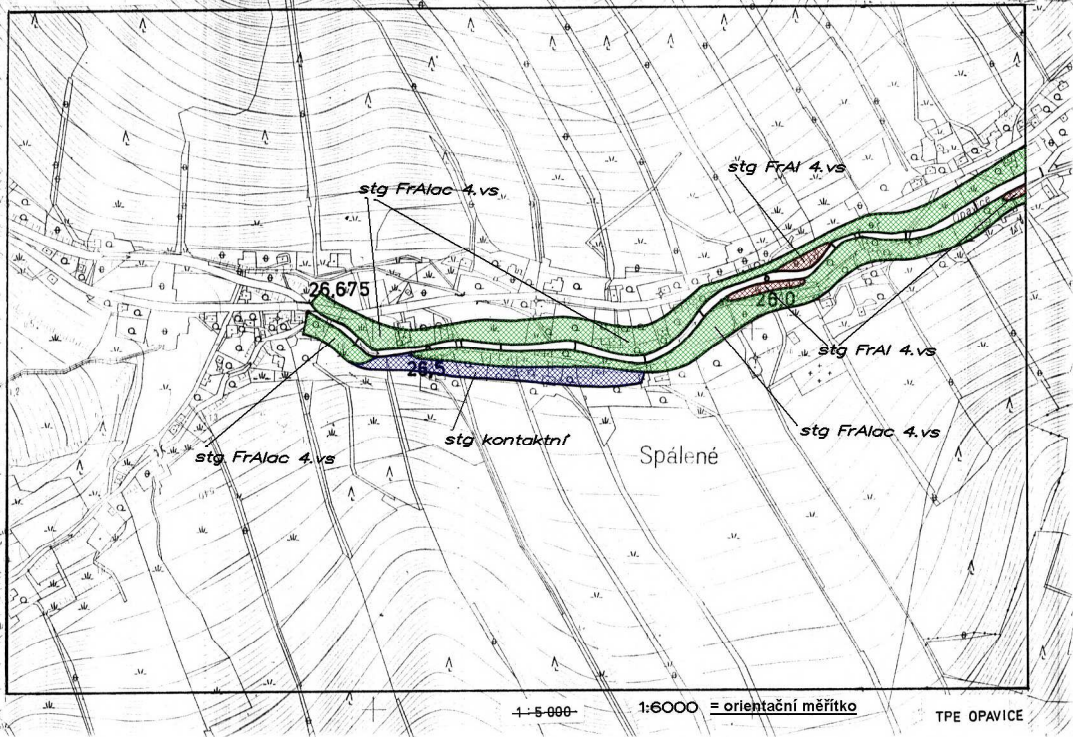 stg FrAl 4.vs
stg FrAlac 4.vs
26,675
26,0
stg FrAl 4.vs
26,5
stg FrAlac 4.vs
stg kontaktní
Spálené
stg FrAlac 4.vs
1:5 000
1:6000 = orientační měřítko
TPE OPAVICE